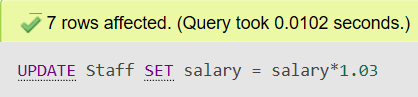 7 rows affected. (Query took 0.0102 seconds.)
UPDATE Staff SET salary = salary*1.03